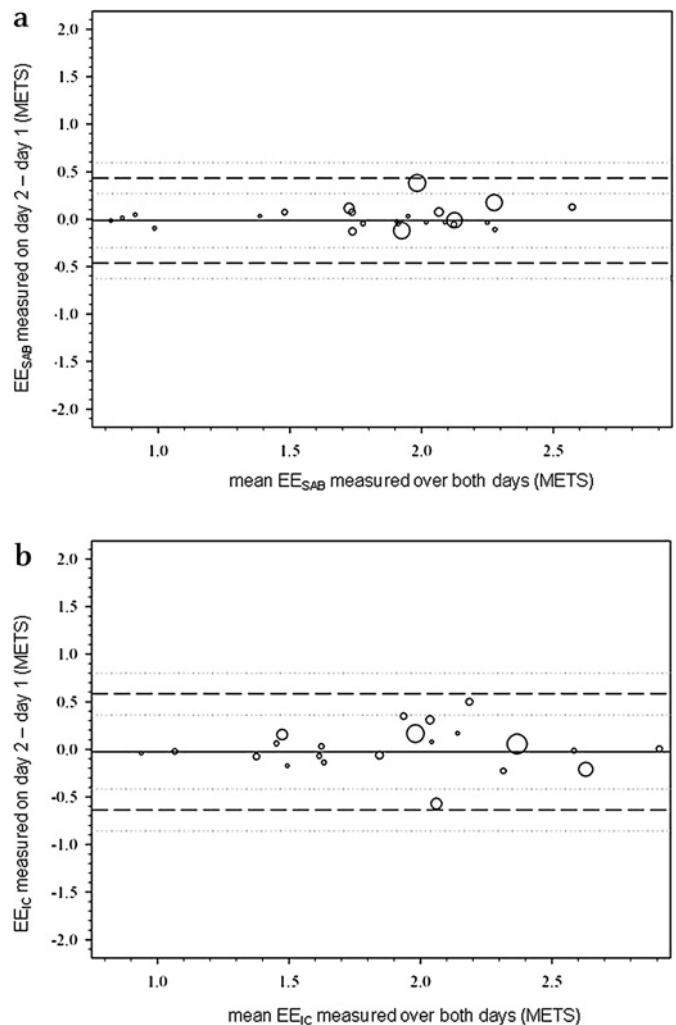 a
EE_SAB measured on day 2 – day 1 (METS)
2.0
1.5
1.0
0.5
0.0
-0.5
-1.0
-1.5
-2.0
1.0 1.5 2.0 2.5
mean EE_SAB measured over both days (METS)
b
EE_IC measured on day 2 – day 1 (METS)
2.0
1.5
1.0
0.5
0.0
-0.5
-1.0
-1.5
-2.0
1.0 1.5 2.0 2.5
mean EE_IC measured over both days (METS)